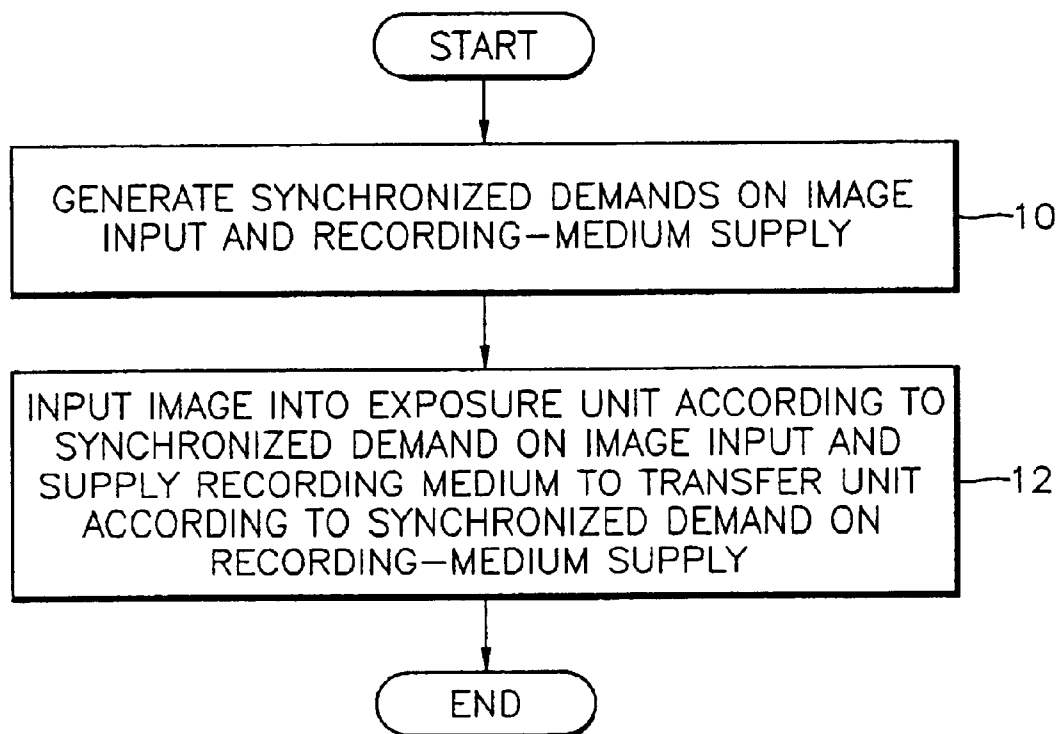 START
GENERATE SYNCHRONIZED DEMANDS ON IMAGE
INPUT AND RECORDING-MEDIUM SUPPLY
10
INPUT IMAGE INTO EXPOSURE UNIT ACCORDING TO
SYNCHRONIZED DEMAND ON IMAGE INPUT AND
SUPPLY RECORDING MEDIUM TO TRANSFER UNIT
ACCORDING TO SYNCHRONIZED DEMAND ON
RECORDING-MEDIUM SUPPLY
12
END